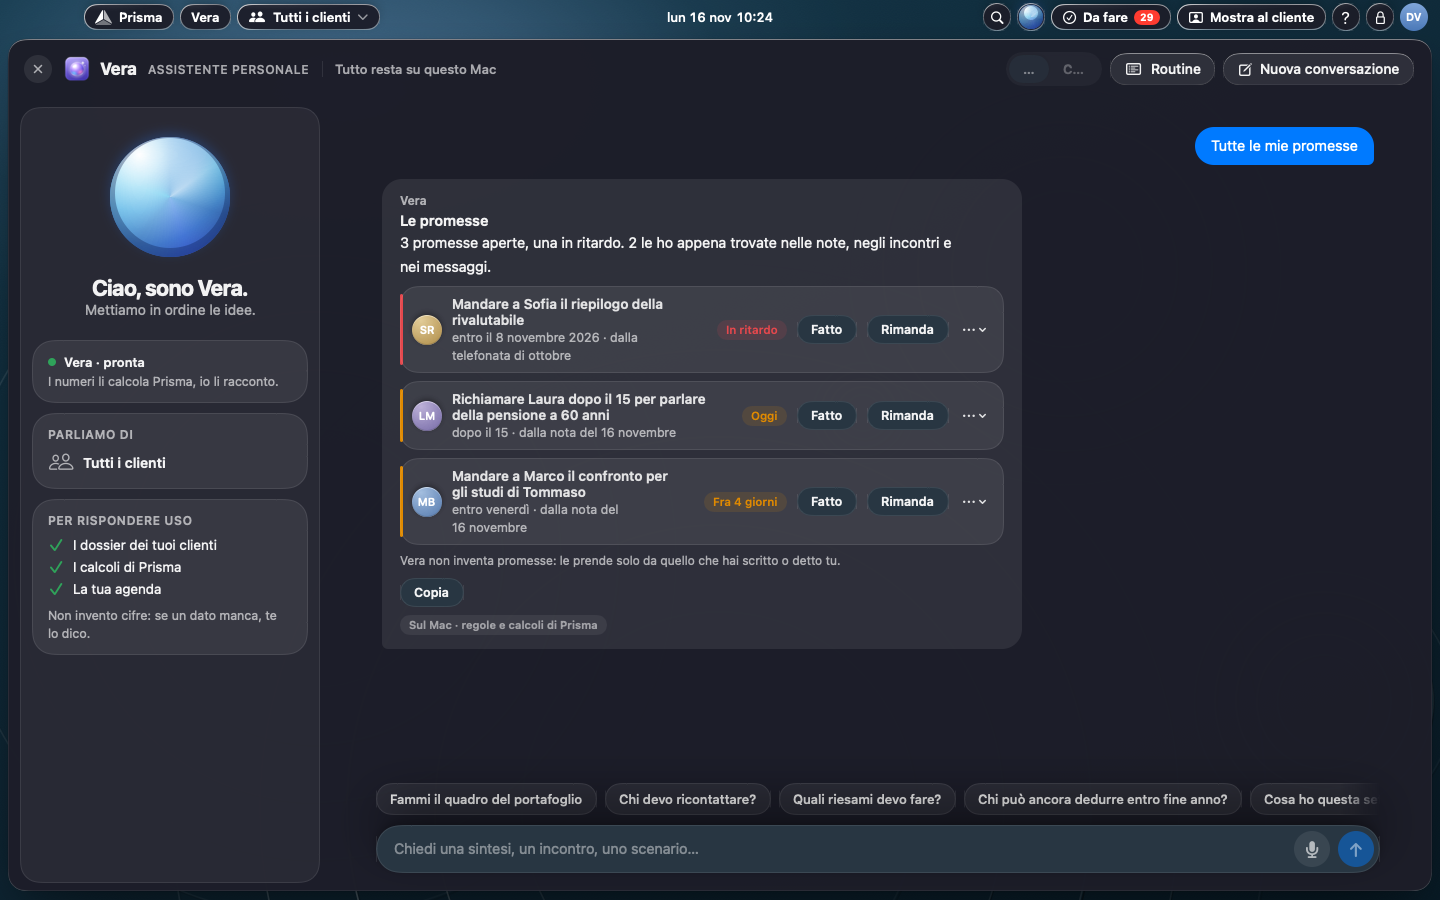 Prisma
Vera
Tutti i clienti
lun 16 nov 10:24
Da fare 29
Mostra al cliente
?
DV
Vera ASSISTENTE PERSONALE
Tutto resta su questo Mac
...
C...
Routine
Nuova conversazione
Ciao, sono Vera.
Mettiamo in ordine le idee.
Vera · pronta
I numeri li calcola Prisma, io li racconto.
PARLIAMO DI
Tutti i clienti
PER RISPONDERE USO
I dossier dei tuoi clienti
I calcoli di Prisma
La tua agenda
Non invento cifre: se un dato manca, te
lo dico.
Tutte le mie promesse
Vera
Le promesse
3 promesse aperte, una in ritardo. 2 le ho appena trovate nelle note, negli incontri e
nei messaggi.
SR
Mandare a Sofia il riepilogo della
rivalutabile
entro il 8 novembre 2026 · dalla
telefonata di ottobre
In ritardo
Fatto
Rimanda
LM
Richiamare Laura dopo il 15 per parlare
della pensione a 60 anni
dopo il 15 · dalla nota del 16 novembre
Oggi
Fatto
Rimanda
MB
Mandare a Marco il confronto per
gli studi di Tommaso
entro venerdì · dalla nota del
16 novembre
Fra 4 giorni
Fatto
Rimanda
Vera non inventa promesse: le prende solo da quello che hai scritto o detto tu.
Copia
Sul Mac · regole e calcoli di Prisma
Fammi il quadro del portafoglio
Chi devo ricontattare?
Quali riesami devo fare?
Chi può ancora dedurre entro fine anno?
Cosa ho questa se
Chiedi una sintesi, un incontro, uno scenario...